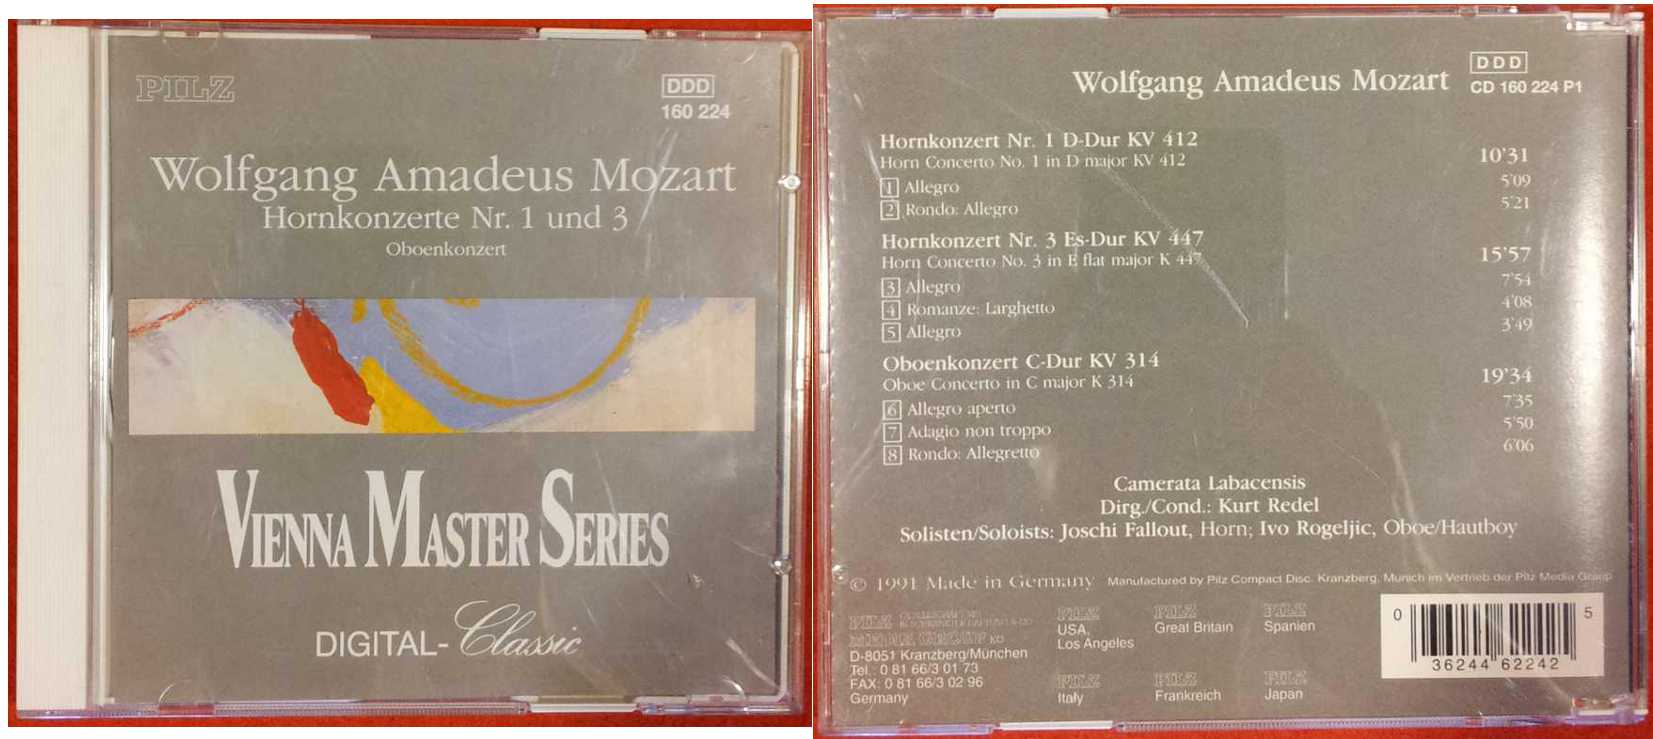 PILZ
DDD
160 224
Wolfgang Amadeus Mozart
Hornkonzerte Nr. 1 und 3
Oboenkonzert
VIENNA MASTER SERIES
DIGITAL-Classic
Wolfgang Amadeus Mozart
DDD
CD 160 224 P1
Hornkonzert Nr. 1 D-Dur KV 412
Horn Concerto No. 1 in D major KV 412 10'31
1 Allegro 5'09
2 Rondo: Allegro 5'21
Hornkonzert Nr. 3 Es-Dur KV 447
Horn Concerto No. 3 in E flat major K 447 15'57
3 Allegro 7'54
4 Romanze: Larghetto 4'08
5 Allegro 3'49
Oboenkonzert C-Dur KV 314
Oboe Concerto in C major K 314 19'34
6 Allegro aperto 7'35
7 Adagio non troppo 5'50
8 Rondo: Allegretto 6'06
Camerata Labacensis
Dirg./Cond.: Kurt Redel
Solisten/Soloists: Joschi Fallout, Horn; Ivo Rogeljic, Oboe/Hautboy
© 1991 Made in Germany Manufactured by Pilz Compact Disc. Kranzberg, Munich im Vertrieb der Pilz Media Group
PILZ
MEDIA GROUP KG
D-8051 Kranzberg/München
Tel.: 0 81 66/3 01 73
FAX: 0 81 66/3 02 96
Germany
PILZ
USA,
Los Angeles
PILZ
Great Britain
PILZ
Spanien
PILZ
Italy
PILZ
Frankreich
PILZ
Japan
0 36244 62242 5